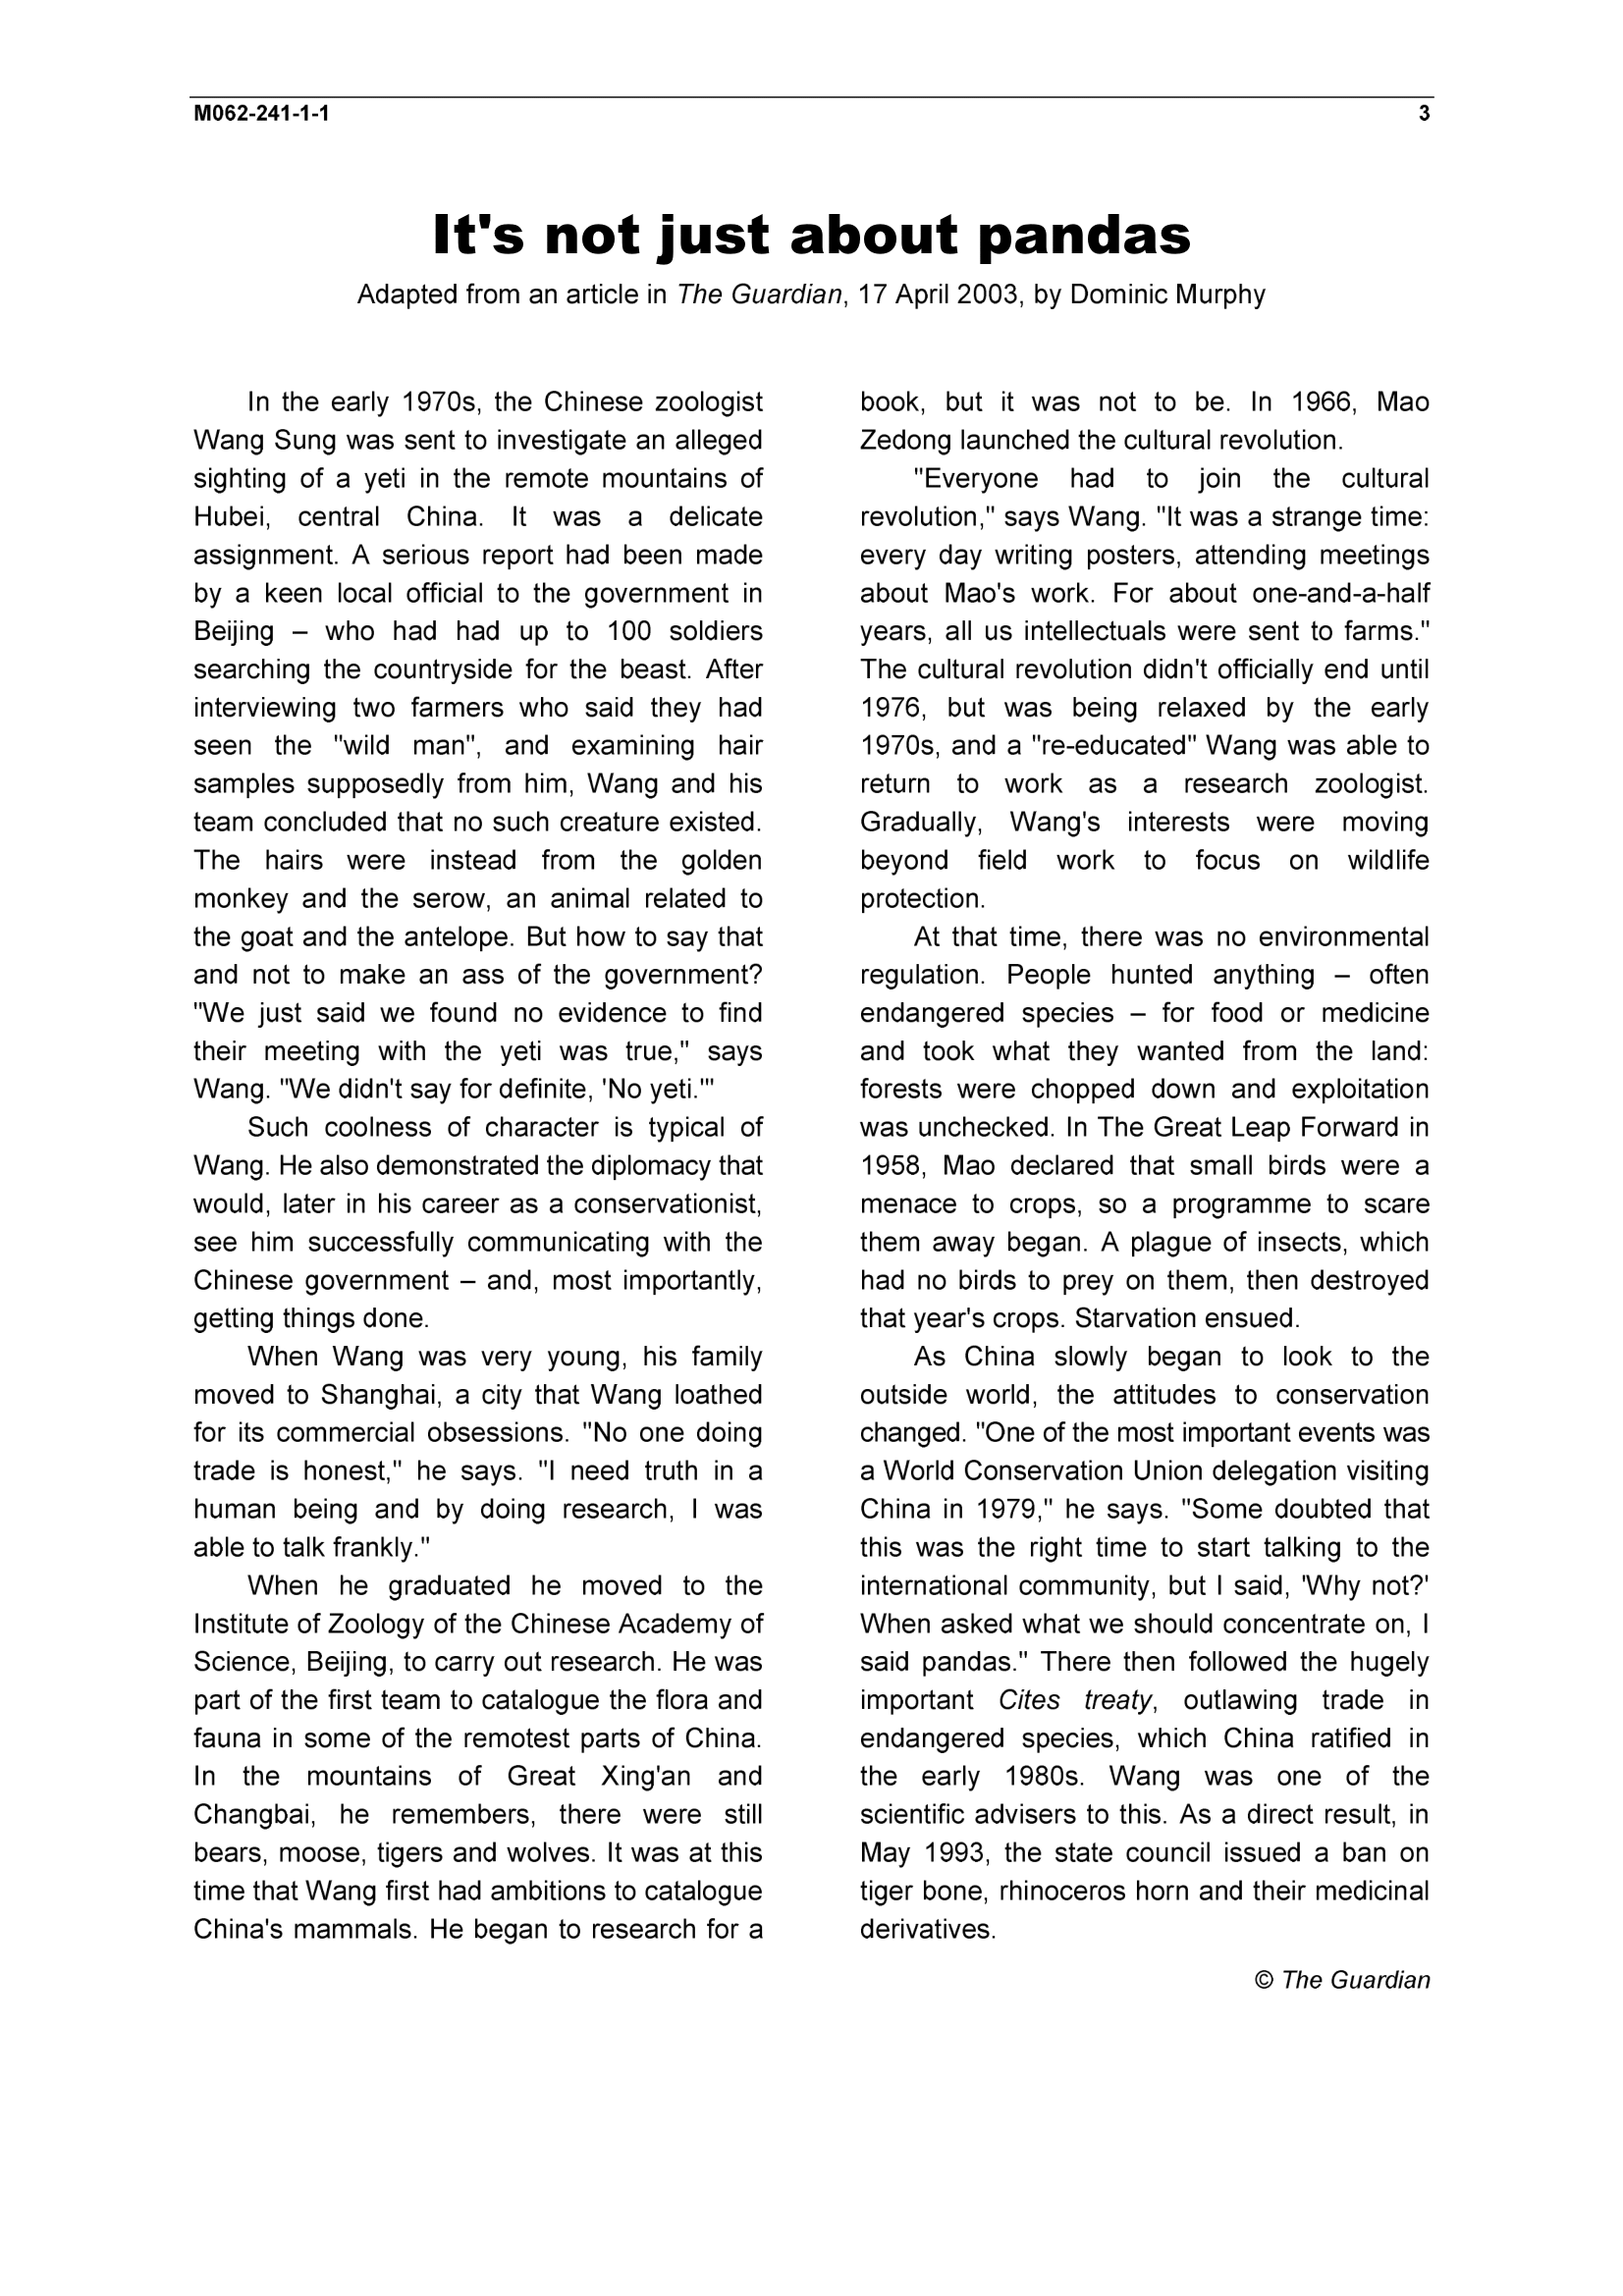 M062-241-1-1 3
It's not just about pandas
Adapted from an article in The Guardian, 17 April 2003, by Dominic Murphy
In the early 1970s, the Chinese zoologist
Wang Sung was sent to investigate an alleged
sighting of a yeti in the remote mountains of
Hubei, central China. It was a delicate
assignment. A serious report had been made
by a keen local official to the government in
Beijing – who had had up to 100 soldiers
searching the countryside for the beast. After
interviewing two farmers who said they had
seen the "wild man", and examining hair
samples supposedly from him, Wang and his
team concluded that no such creature existed.
The hairs were instead from the golden
monkey and the serow, an animal related to
the goat and the antelope. But how to say that
and not to make an ass of the government?
"We just said we found no evidence to find
their meeting with the yeti was true," says
Wang. "We didn't say for definite, 'No yeti.'"
Such coolness of character is typical of
Wang. He also demonstrated the diplomacy that
would, later in his career as a conservationist,
see him successfully communicating with the
Chinese government – and, most importantly,
getting things done.
When Wang was very young, his family
moved to Shanghai, a city that Wang loathed
for its commercial obsessions. "No one doing
trade is honest," he says. "I need truth in a
human being and by doing research, I was
able to talk frankly."
When he graduated he moved to the
Institute of Zoology of the Chinese Academy of
Science, Beijing, to carry out research. He was
part of the first team to catalogue the flora and
fauna in some of the remotest parts of China.
In the mountains of Great Xing'an and
Changbai, he remembers, there were still
bears, moose, tigers and wolves. It was at this
time that Wang first had ambitions to catalogue
China's mammals. He began to research for a
book, but it was not to be. In 1966, Mao
Zedong launched the cultural revolution.
"Everyone had to join the cultural
revolution," says Wang. "It was a strange time:
every day writing posters, attending meetings
about Mao's work. For about one-and-a-half
years, all us intellectuals were sent to farms."
The cultural revolution didn't officially end until
1976, but was being relaxed by the early
1970s, and a "re-educated" Wang was able to
return to work as a research zoologist.
Gradually, Wang's interests were moving
beyond field work to focus on wildlife
protection.
At that time, there was no environmental
regulation. People hunted anything – often
endangered species – for food or medicine
and took what they wanted from the land:
forests were chopped down and exploitation
was unchecked. In The Great Leap Forward in
1958, Mao declared that small birds were a
menace to crops, so a programme to scare
them away began. A plague of insects, which
had no birds to prey on them, then destroyed
that year's crops. Starvation ensued.
As China slowly began to look to the
outside world, the attitudes to conservation
changed. "One of the most important events was
a World Conservation Union delegation visiting
China in 1979," he says. "Some doubted that
this was the right time to start talking to the
international community, but I said, 'Why not?'
When asked what we should concentrate on, I
said pandas." There then followed the hugely
important Cites treaty, outlawing trade in
endangered species, which China ratified in
the early 1980s. Wang was one of the
scientific advisers to this. As a direct result, in
May 1993, the state council issued a ban on
tiger bone, rhinoceros horn and their medicinal
derivatives.
© The Guardian